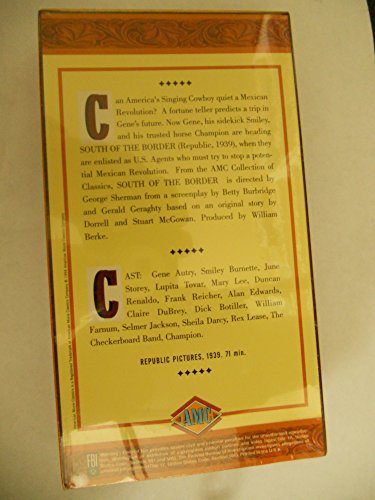 Can America's Singing Cowboy quiet a Mexican
Revolution? A fortune teller predicts a trip in
Gene's future. Now Gene, his sidekick Smiley,
and his trusted horse Champion are heading
SOUTH OF THE BORDER (Republic, 1939), when they
are enlisted as U.S. Agents who must try to stop a poten-
tial Mexican Revolution. From the AMC Collection of
Classics, SOUTH OF THE BORDER is directed by
George Sherman from a screenplay by Betty Burbridge
and Gerald Geraghty based on an original story by
Dorrell and Stuart McGowan. Produced by William
Berke.
CAST: Gene Autry, Smiley Burnette, June
Storey, Lupita Tovar, Mary Lee, Duncan
Renaldo, Frank Reicher, Alan Edwards,
Claire DuBrey, Dick Botiller, William
Farnum, Selmer Jackson, Sheila Darcy, Rex Lease, The
Checkerboard Band, Champion.
REPUBLIC PICTURES, 1939. 71 min.
AMC
FBI